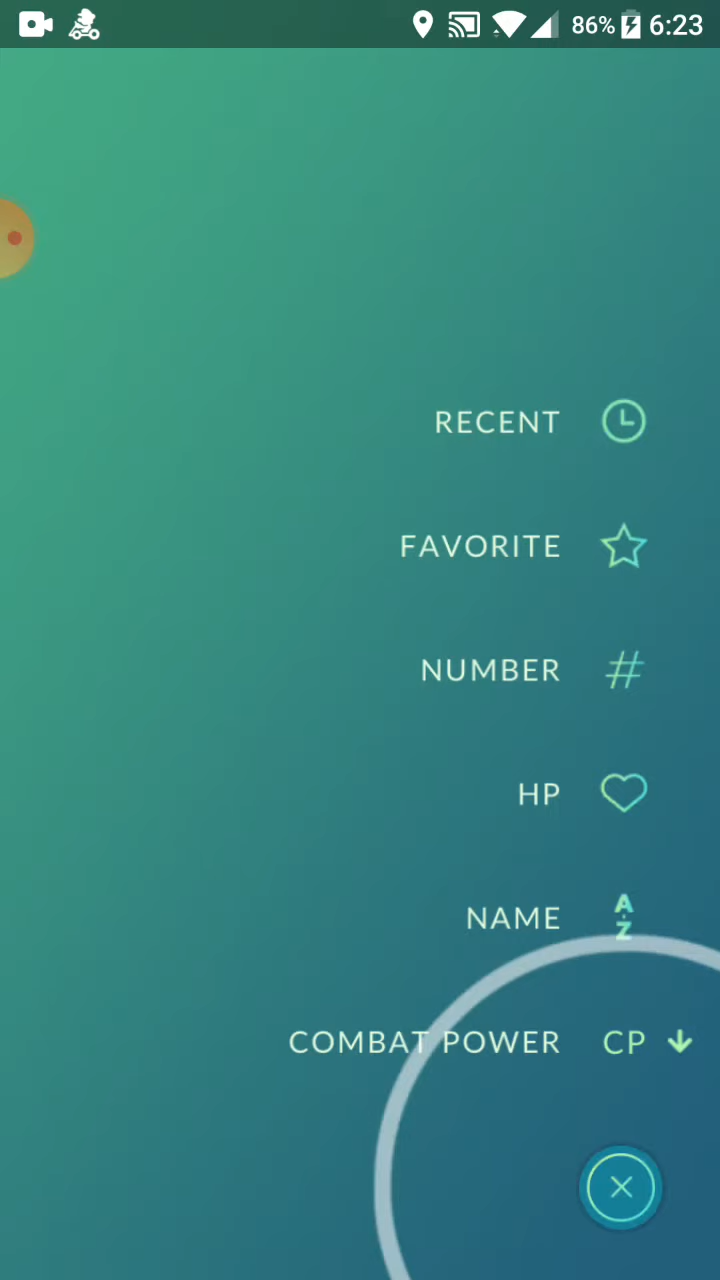 86% 6:23
RECENT
FAVORITE
NUMBER #
HP
NAME A-Z
COMBAT POWER CP